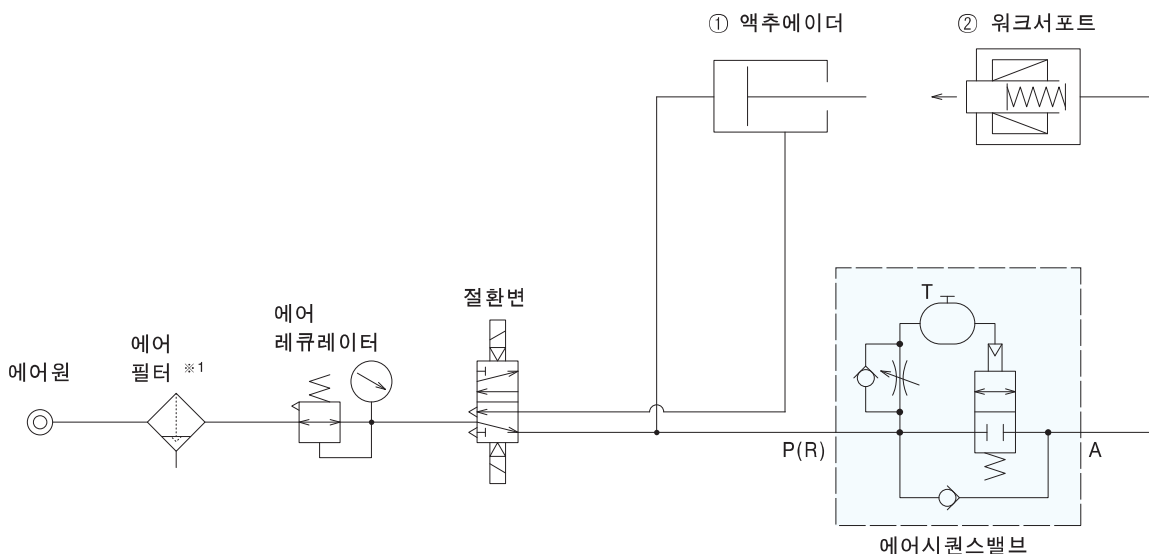 ① 액추에이더
② 워크서포트
절환변
에어
레큐레이터
에어
필터 ※1
에어원
T
P(R)
A
에어시퀀스밸브